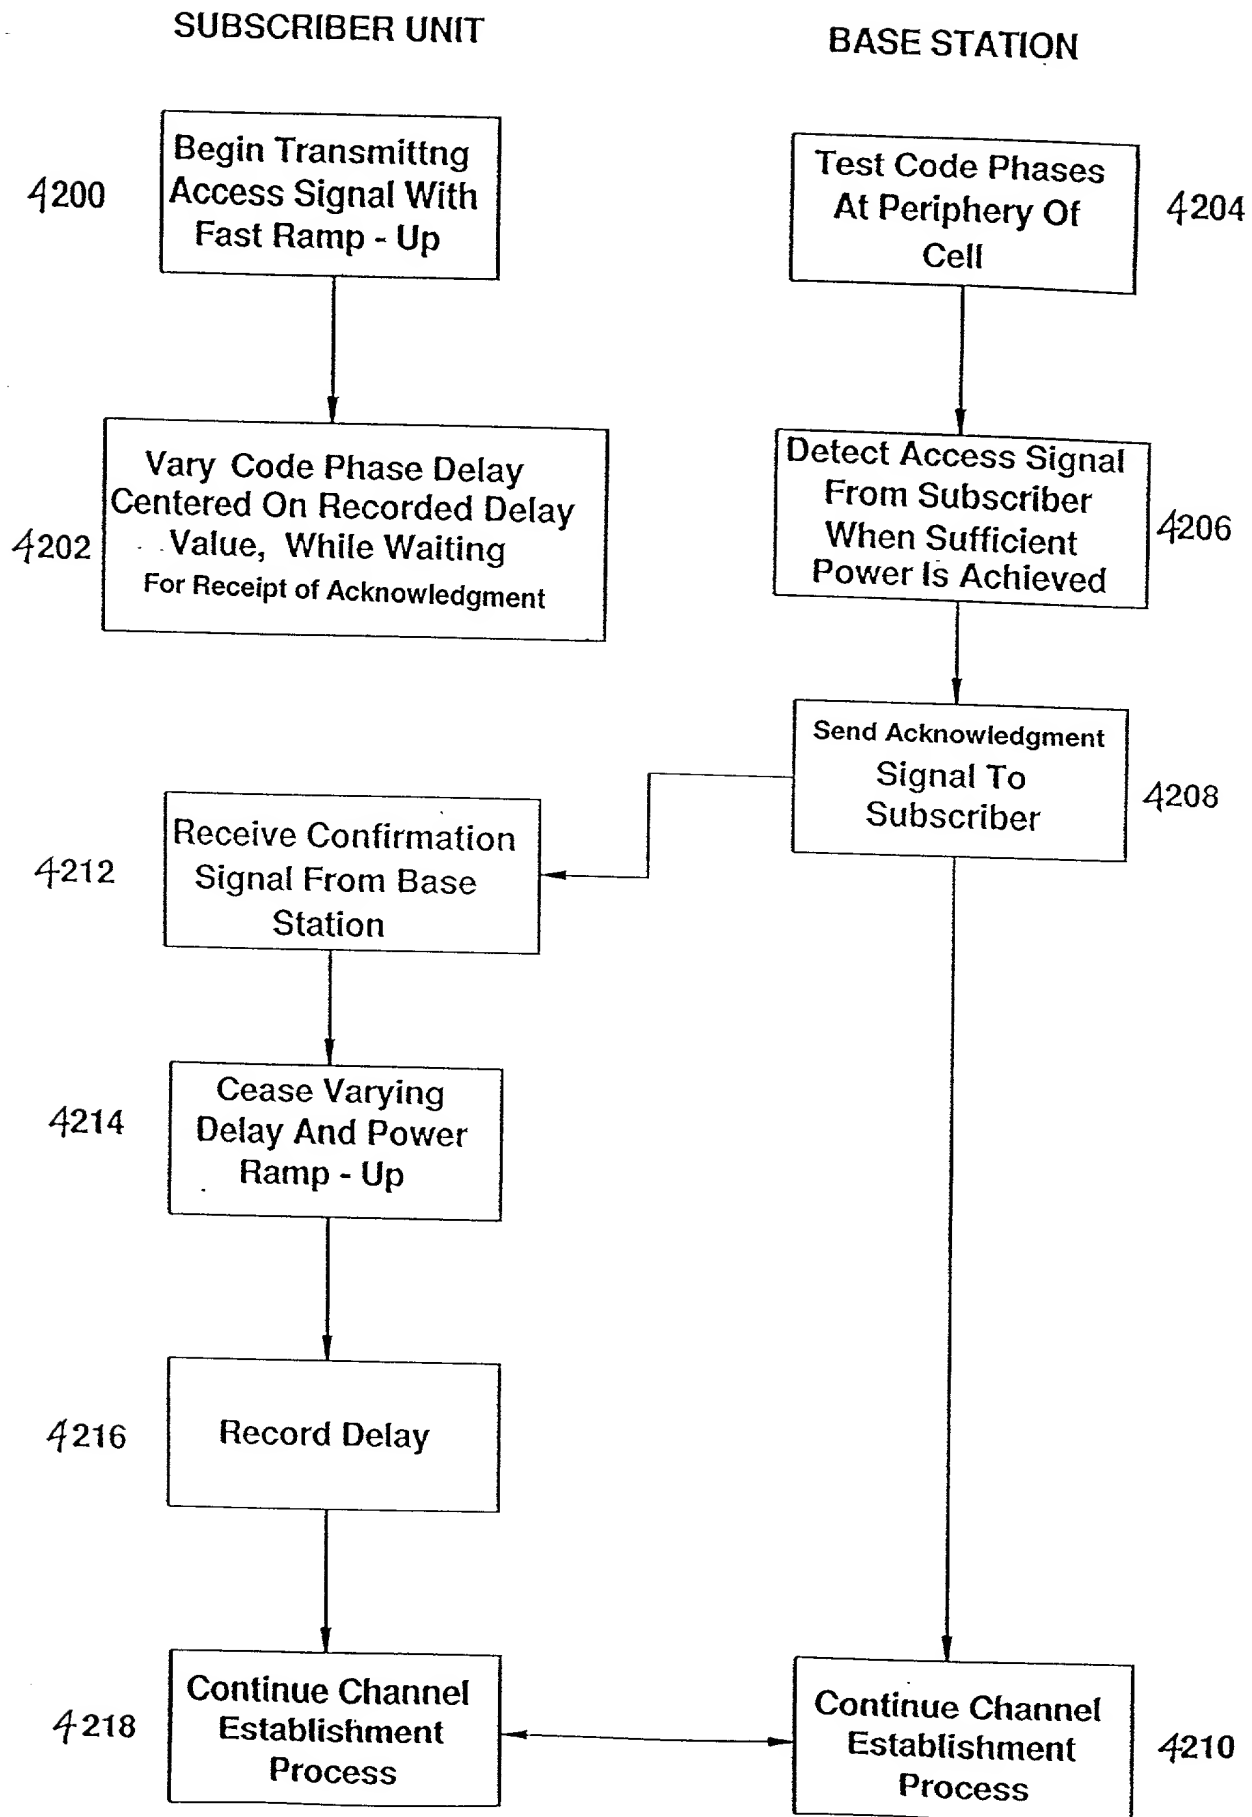 SUBSCRIBER UNIT
BASE STATION
4200
Begin Transmittng
Access Signal With
Fast Ramp - Up
Test Code Phases
At Periphery Of
Cell
4204
4202
Vary Code Phase Delay
Centered On Recorded Delay
Value, While Waiting
For Receipt of Acknowledgment
Detect Access Signal
From Subscriber
When Sufficient
Power Is Achieved
4206
Send Acknowledgment
Signal To
Subscriber
4208
4212
Receive Confirmation
Signal From Base
Station
4214
Cease Varying
Delay And Power
Ramp - Up
4216
Record Delay
4218
Continue Channel
Establishment
Process
Continue Channel
Establishment
Process
4210